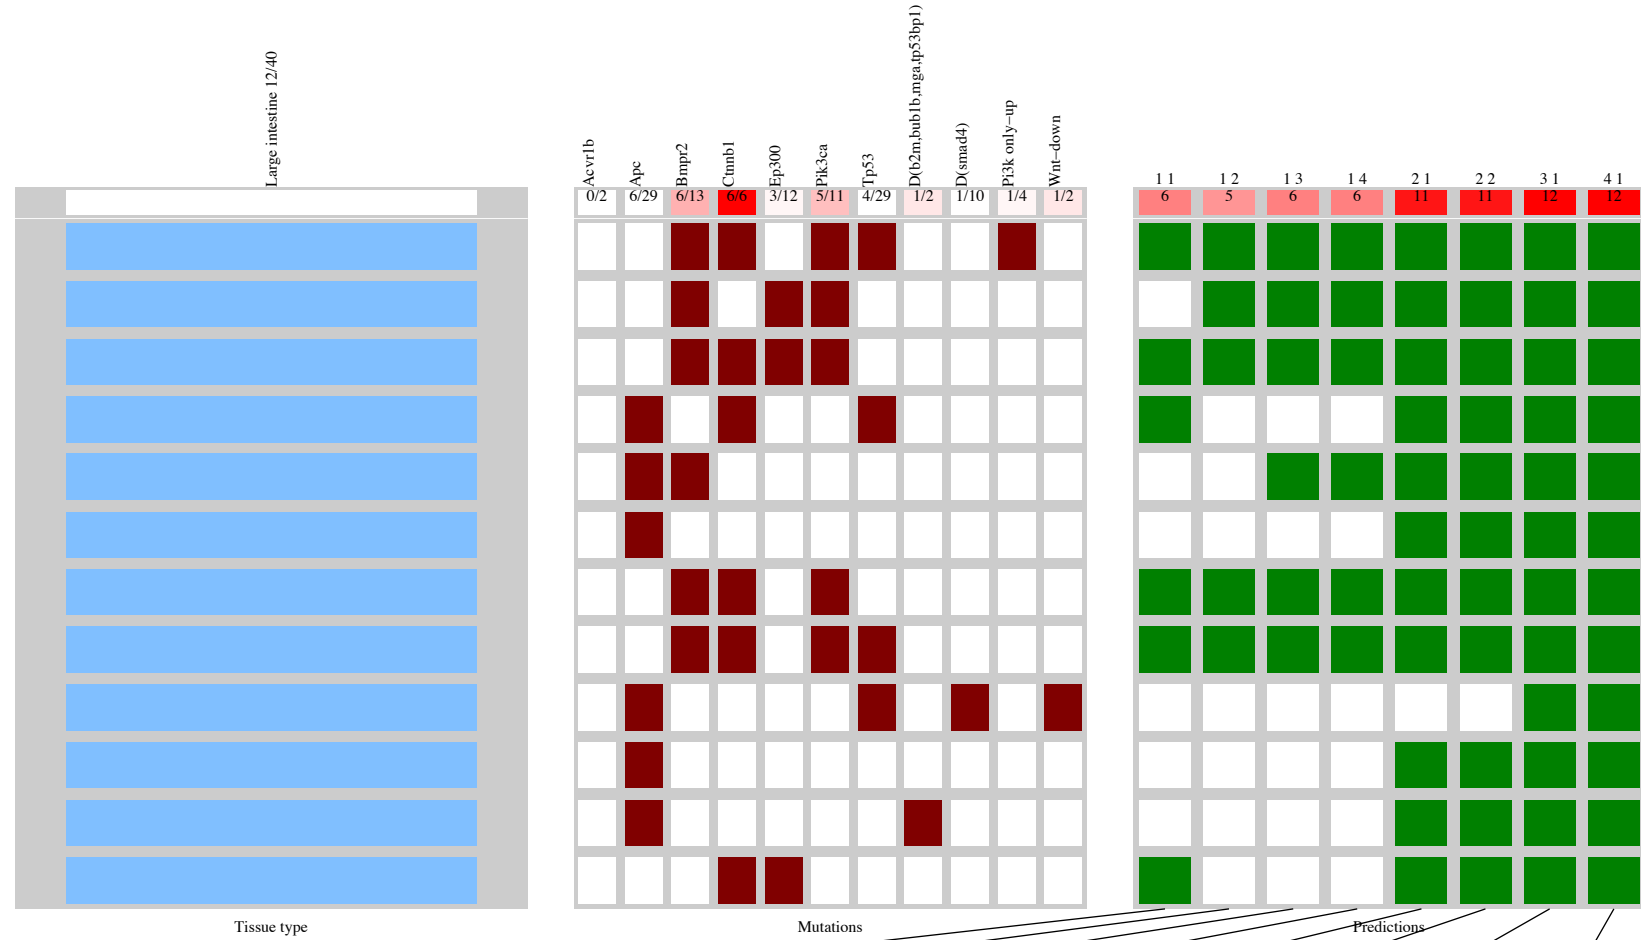 Large intestine 12/40
Acvr1b
Apc
Bmpr2
Ctnnb1
Ep300
Pik3ca
Tp53
D(b2m,bub1b,mga,tp53bp1)
D(smad4)
Pi3k only−up
Wnt−down
1 1 1 2 1 3 1 4 2 1 2 2 3 1 4 1
0/2 6/29 6/13 6/6 3/12 5/11 4/29 1/2 1/10 1/4 1/2
6 5 6 6 11 11 12 12
Tissue type
Mutations
Predictions